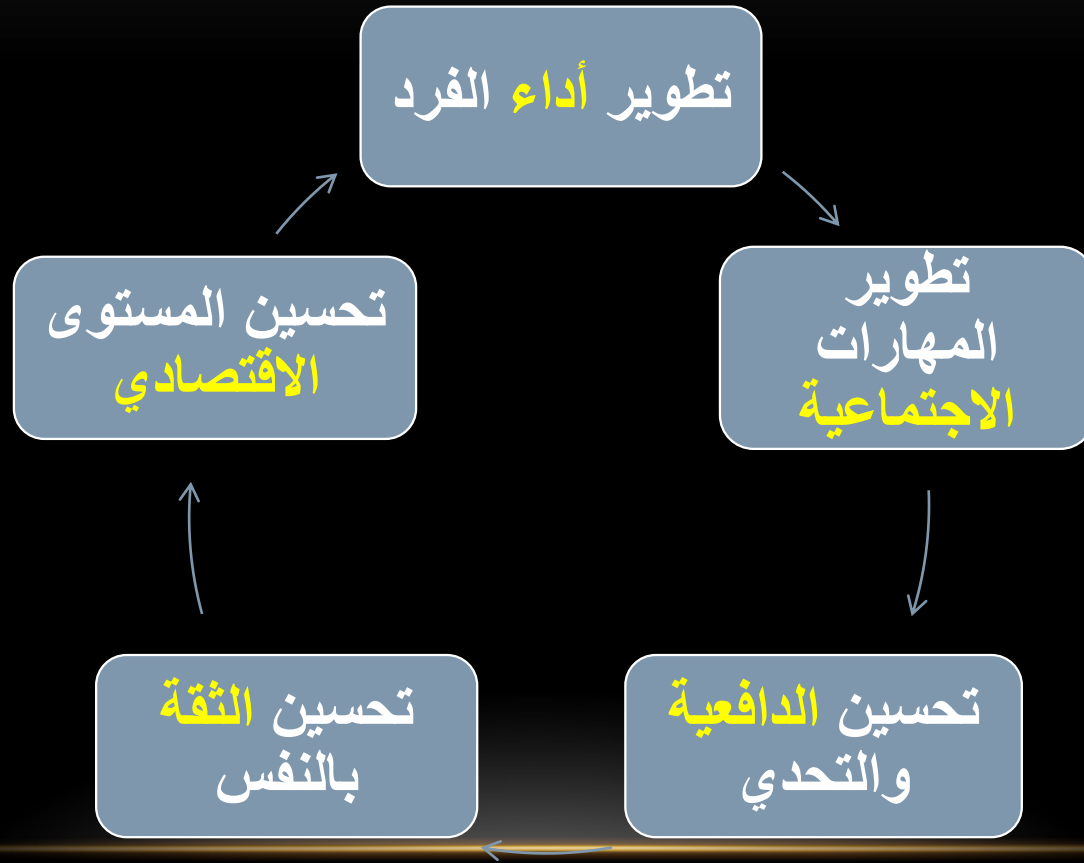 تطوير أداء الفرد
تطوير
المهارات
الاجتماعية
تحسين الدافعية
والتحدي
تحسين الثقة
بالنفس
تحسين المستوى
الاقتصادي